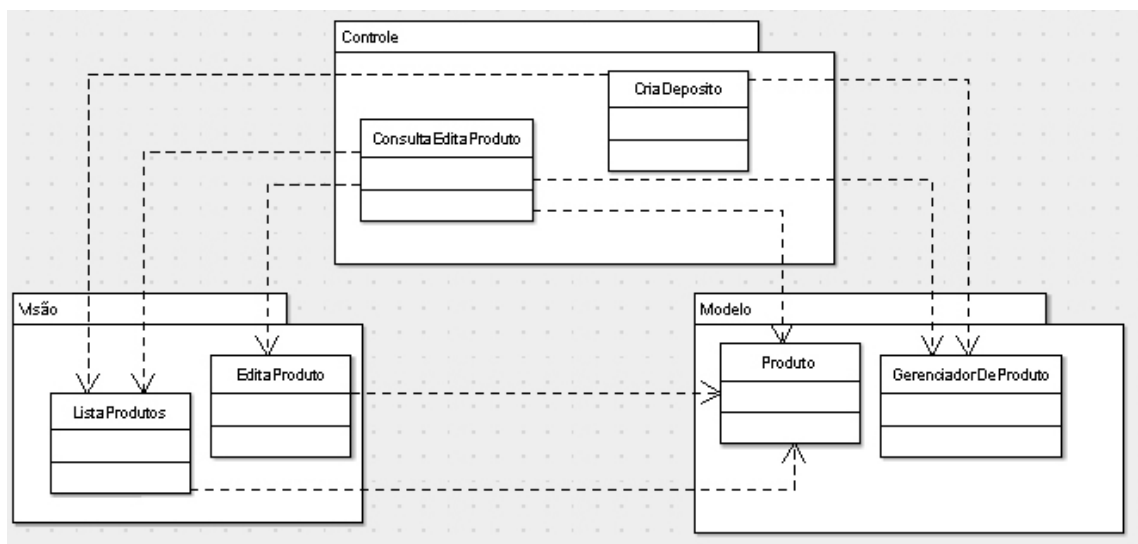 Controle
CriaDeposito
ConsultaEditaProduto
Visão
Modelo
EditaProduto
Produto
GerenciadorDeProduto
ListaProdutos